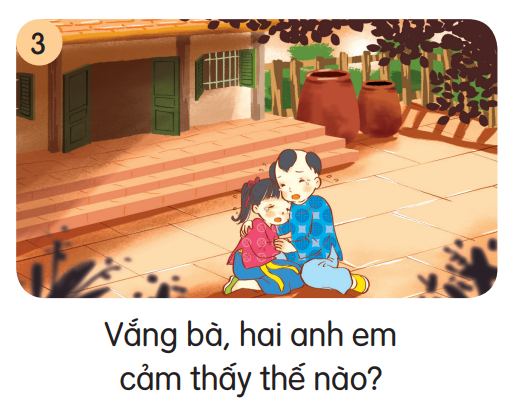 3
Vắng bà, hai anh em
cảm thấy thế nào?